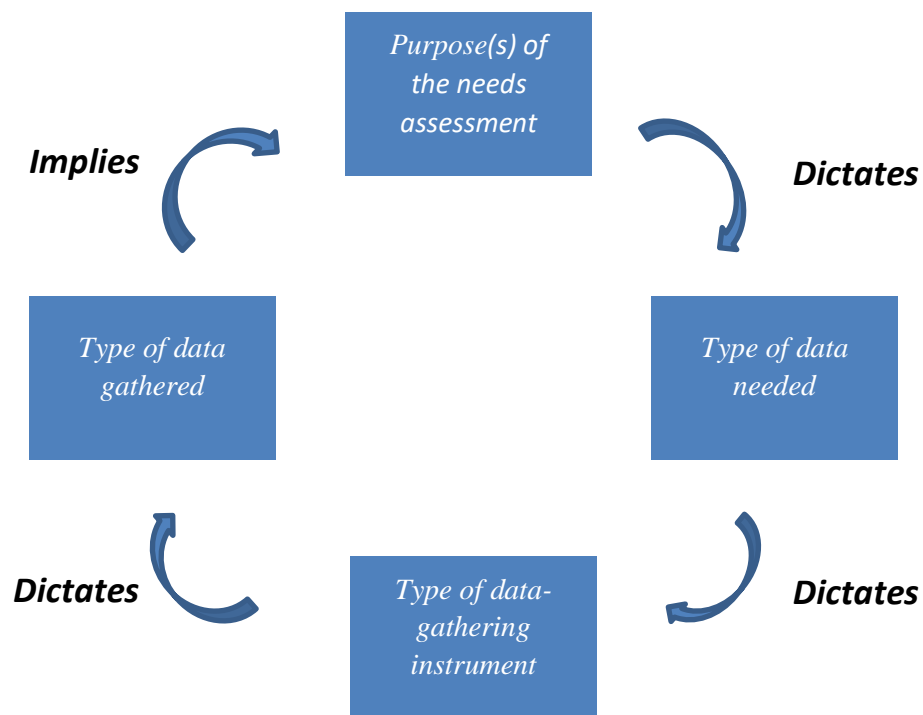 Purpose(s) of
the needs
assessment
Implies
Dictates
Type of data
gathered
Type of data
needed
Dictates
Type of data-
gathering
instrument
Dictates